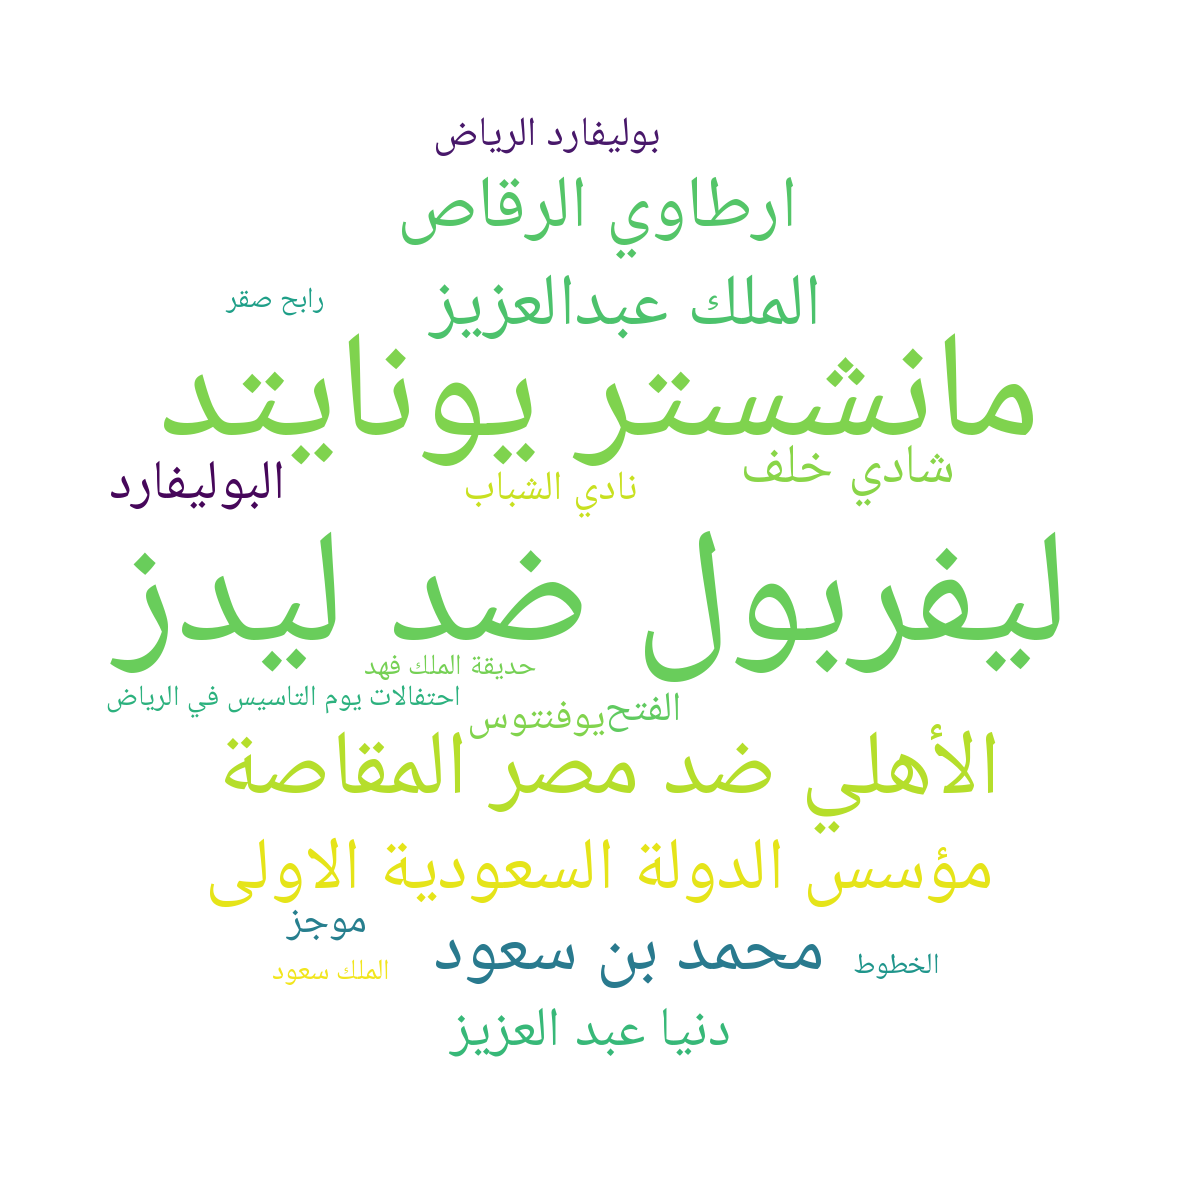 بوليفارد الرياض
ارطاوي الرقاص
الملك عبدالعزيز
رابح صقر
مانشستر يونايتد
شادي خلف
نادي الشباب
البوليفارد
ليفربول ضد ليدز
حديقة الملك فهد
احتفالات يوم التاسيس في الرياض
الفتح
يوفنتوس
الأهلي ضد مصر المقاصة
مؤسس الدولة السعودية الاولى
موجز
محمد بن سعود
الخطوط
الملك سعود
دنيا عبد العزيز